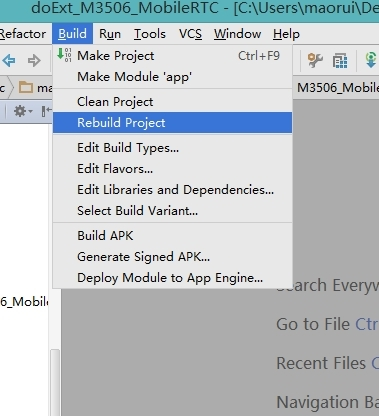 doExt_M3506_MobileRTC - [C:\Users\maorui\De
Refactor Build Run Tools VCS Window Help
Make Project Ctrl+F9
Make Module 'app'
Clean Project
M3506_Mobile
Rebuild Project
Edit Build Types...
Edit Flavors...
Edit Libraries and Dependencies...
Select Build Variant...
Build APK
Generate Signed APK...
Deploy Module to App Engine...
Search Everyw
6_Mobile
Go to File Ctr
Recent Files C
Navigation Ba